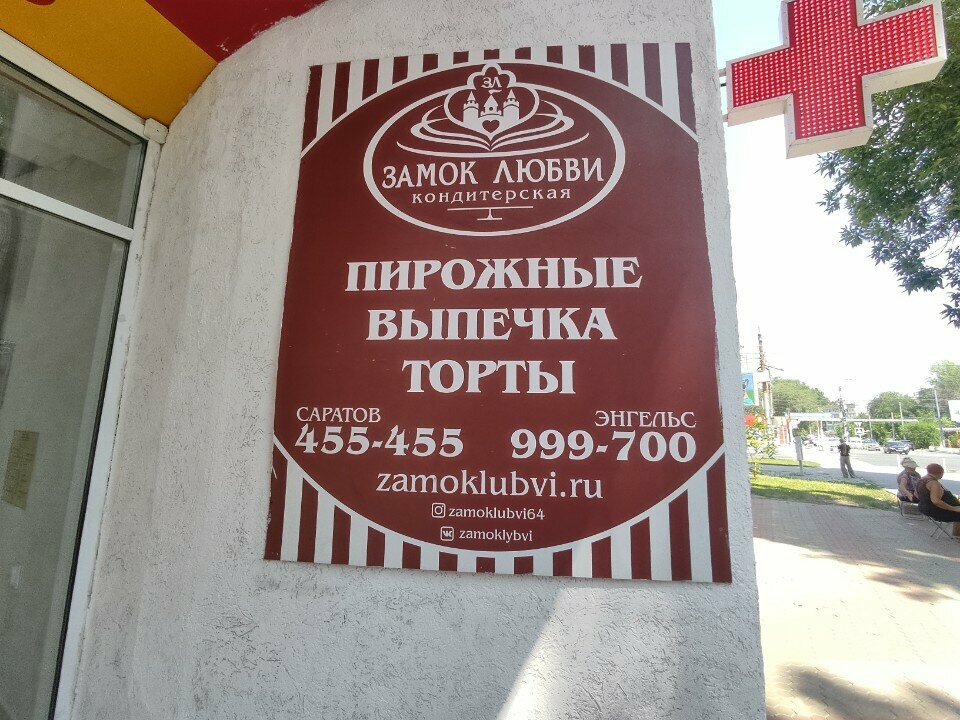 ЗЛ
ЗАМОК ЛЮБВИ
КОНДИТЕРСКАЯ
ПИРОЖНЫЕ
ВЫПЕЧКА
ТОРТЫ
САРАТОВ ЭНГЕЛЬС
455-455 999-700
zamoklubvi.ru
zamoklubvi64
zamoklybvi